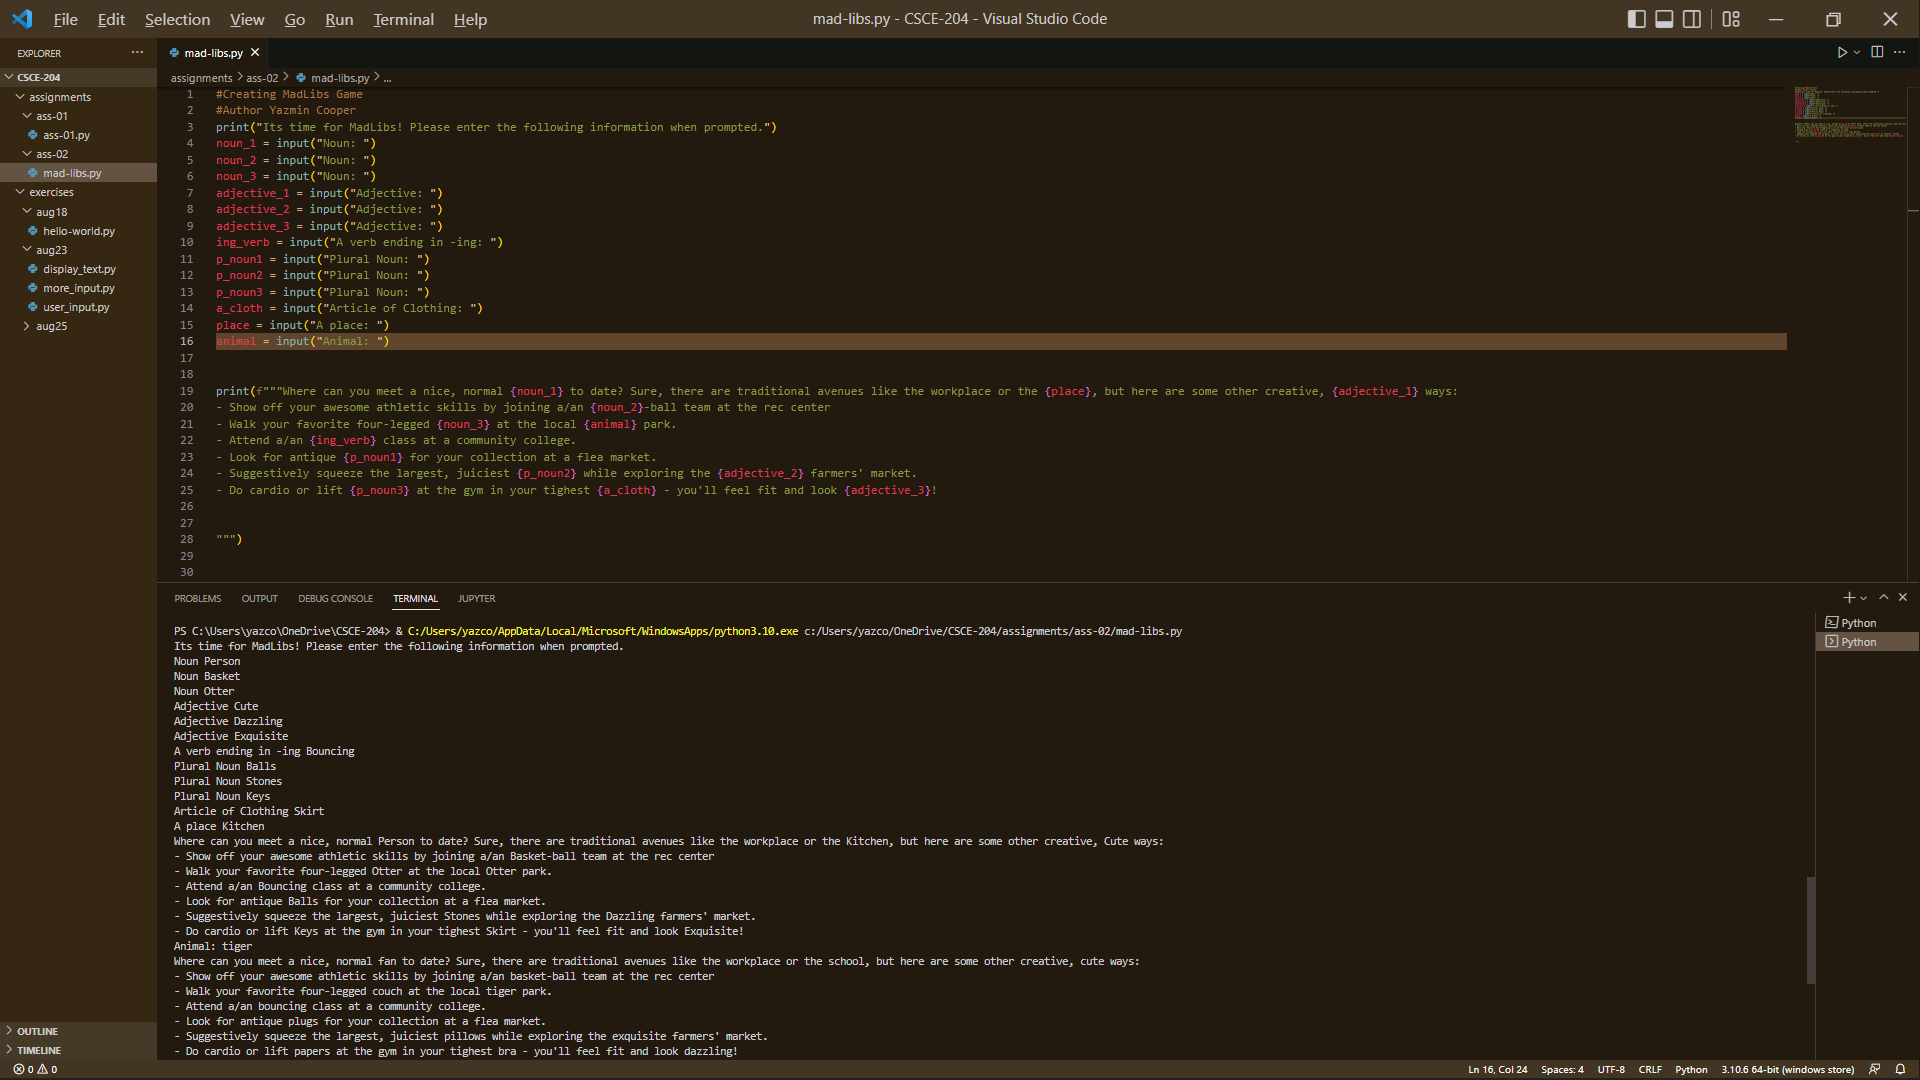 File Edit Selection View Go Run Terminal Help
mad-libs.py - CSCE-204 - Visual Studio Code
EXPLORER ...
CSCE-204
assignments
ass-01
ass-01.py
ass-02
mad-libs.py
exercises
aug18
hello-world.py
aug23
display_text.py
more_input.py
user_input.py
aug25
OUTLINE
TIMELINE
mad-libs.py
assignments > ass-02 > mad-libs.py > ...
1 #Creating MadLibs Game
2 #Author Yazmin Cooper
3 print("Its time for MadLibs! Please enter the following information when prompted.")
4 noun_1 = input("Noun: ")
5 noun_2 = input("Noun: ")
6 noun_3 = input("Noun: ")
7 adjective_1 = input("Adjective: ")
8 adjective_2 = input("Adjective: ")
9 adjective_3 = input("Adjective: ")
10 ing_verb = input("A verb ending in -ing: ")
11 p_noun1 = input("Plural Noun: ")
12 p_noun2 = input("Plural Noun: ")
13 p_noun3 = input("Plural Noun: ")
14 a_cloth = input("Article of Clothing: ")
15 place = input("A place: ")
16 animal = input("Animal: ")
17
18
19 print(f"""Where can you meet a nice, normal {noun_1} to date? Sure, there are traditional avenues like the workplace or the {place}, but here are some other creative, {adjective_1} ways:
20 - Show off your awesome athletic skills by joining a/an {noun_2}-ball team at the rec center
21 - Walk your favorite four-legged {noun_3} at the local {animal} park.
22 - Attend a/an {ing_verb} class at a community college.
23 - Look for antique {p_noun1} for your collection at a flea market.
24 - Suggestively squeeze the largest, juiciest {p_noun2} while exploring the {adjective_2} farmers' market.
25 - Do cardio or lift {p_noun3} at the gym in your tighest {a_cloth} - you'll feel fit and look {adjective_3}!
26
27
28 """)
29
30
PROBLEMS OUTPUT DEBUG CONSOLE TERMINAL JUPYTER
PS C:\Users\yazco\OneDrive\CSCE-204> & C:/Users/yazco/AppData/Local/Microsoft/WindowsApps/python3.10.exe c:/Users/yazco/OneDrive/CSCE-204/assignments/ass-02/mad-libs.py
Its time for MadLibs! Please enter the following information when prompted.
Noun Person
Noun Basket
Noun Otter
Adjective Cute
Adjective Dazzling
Adjective Exquisite
A verb ending in -ing Bouncing
Plural Noun Balls
Plural Noun Stones
Plural Noun Keys
Article of Clothing Skirt
A place Kitchen
Where can you meet a nice, normal Person to date? Sure, there are traditional avenues like the workplace or the Kitchen, but here are some other creative, Cute ways:
- Show off your awesome athletic skills by joining a/an Basket-ball team at the rec center
- Walk your favorite four-legged Otter at the local Otter park.
- Attend a/an Bouncing class at a community college.
- Look for antique Balls for your collection at a flea market.
- Suggestively squeeze the largest, juiciest Stones while exploring the Dazzling farmers' market.
- Do cardio or lift Keys at the gym in your tighest Skirt - you'll feel fit and look Exquisite!
Animal: tiger
Where can you meet a nice, normal fan to date? Sure, there are traditional avenues like the workplace or the school, but here are some other creative, cute ways:
- Show off your awesome athletic skills by joining a/an basket-ball team at the rec center
- Walk your favorite four-legged couch at the local tiger park.
- Attend a/an bouncing class at a community college.
- Look for antique plugs for your collection at a flea market.
- Suggestively squeeze the largest, juiciest pillows while exploring the exquisite farmers' market.
- Do cardio or lift papers at the gym in your tighest bra - you'll feel fit and look dazzling!
Python
Python
0 0
Ln 16, Col 24 Spaces: 4 UTF-8 CRLF Python 3.10.6 64-bit (windows store)